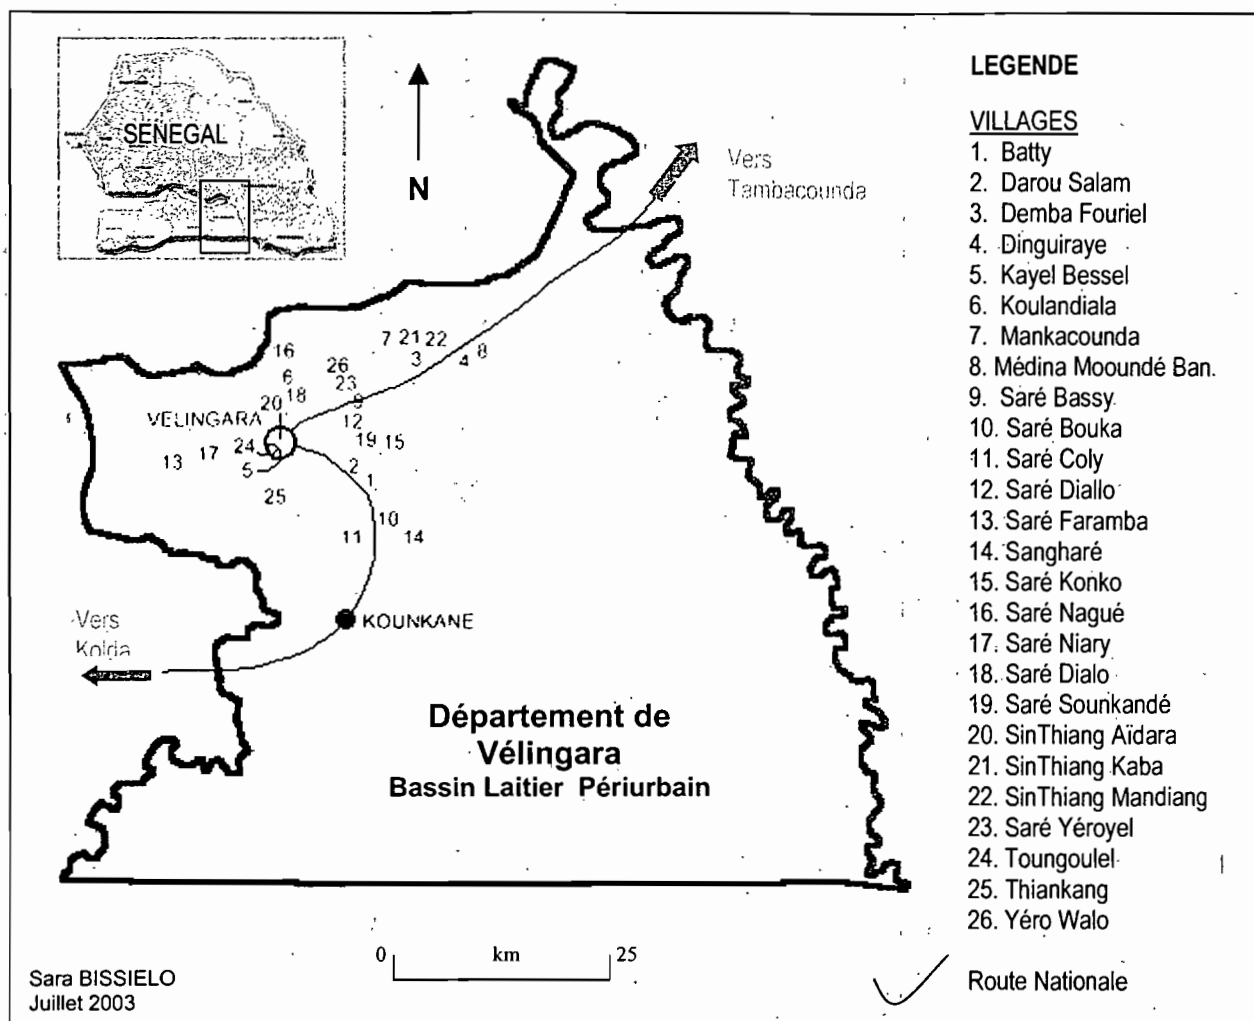 SENEGAL
N
Vers
Tambacounda
7 21 22
16
26
3
4
8
6
23
18
9
20
VELINGARA
12
19 15
24
17
13
5
2
1
25
10
11
14
Vers
Kolda
KOUNKANE
Département de
Vélingara
Bassin Laitier Périurbain
0 km 25
Sara BISSIELO
Juillet 2003
LEGENDE
VILLAGES
1. Batty
2. Darou Salam
3. Demba Fouriel
4. Dinguiraye
5. Kayel Bessel
6. Koulandiala
7. Mankacounda
8. Médina Mooundé Ban.
9. Saré Bassy
10. Saré Bouka
11. Saré Coly
12. Saré Diallo
13. Saré Faramba
14. Sangharé
15. Saré Konko
16. Saré Nagué
17. Saré Niary
18. Saré Dialo
19. Saré Sounkandé
20. SinThiang Aïdara
21. SinThiang Kaba
22. SinThiang Mandiang
23. Saré Yéroyel
24. Toungoulel
25. Thiankang
26. Yéro Walo
Route Nationale